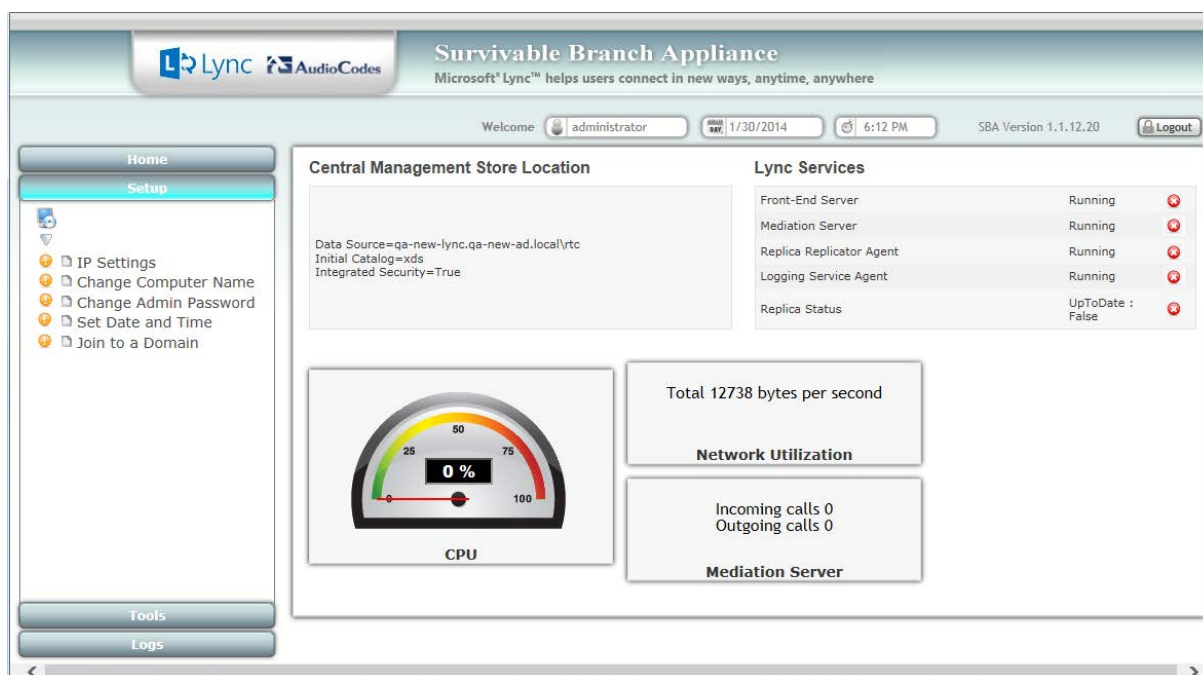 Lync AudioCodes
Survivable Branch Appliance
Microsoft® Lync™ helps users connect in new ways, anytime, anywhere
Welcome administrator 1/30/2014 6:12 PM SBA Version 1.1.12.20 Logout
Home
Setup
IP Settings
Change Computer Name
Change Admin Password
Set Date and Time
Join to a Domain
Tools
Logs
Central Management Store Location
Data Source=qa-new-lync.qa-new-ad.local\rtc
Initial Catalog=xds
Integrated Security=True
Lync Services
Front-End Server Running
Mediation Server Running
Replica Replicator Agent Running
Logging Service Agent Running
Replica Status UpToDate :
False
0 25 50 75 100
0 %
CPU
Total 12738 bytes per second
Network Utilization
Incoming calls 0
Outgoing calls 0
Mediation Server